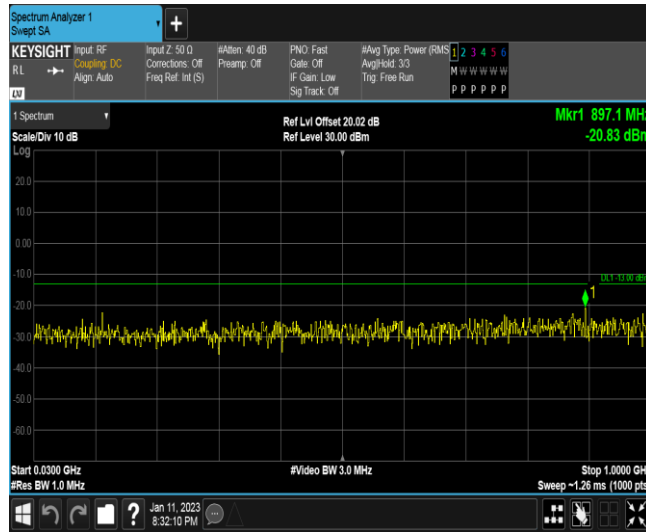 Spectrum Analyzer 1
Swept SA
+
KEYSIGHT
RL
LXI
Input: RF
Coupling: DC
Align: Auto
Input Z: 50 Ω
Corrections: Off
Freq Ref: Int (S)
#Atten: 40 dB
Preamp: Off
PNO: Fast
Gate: Off
IF Gain: Low
Sig Track: Off
#Avg Type: Power (RMS
Avg|Hold: 3/3
Trig: Free Run
1 2 3 4 5 6
M W W W W W
P P P P P P
1 Spectrum
Scale/Div 10 dB
Log
Ref Lvl Offset 20.02 dB
Ref Level 30.00 dBm
Mkr1 897.1 MHz
-20.83 dBm
20.0
10.0
0.00
-10.0
-20.0
-30.0
-40.0
-50.0
-60.0
DL1 -13.00 dBm
1
Start 0.0300 GHz
#Res BW 1.0 MHz
#Video BW 3.0 MHz
Stop 1.0000 GH
Sweep ~1.26 ms (1000 pts
?
Jan 11, 2023
8:32:10 PM